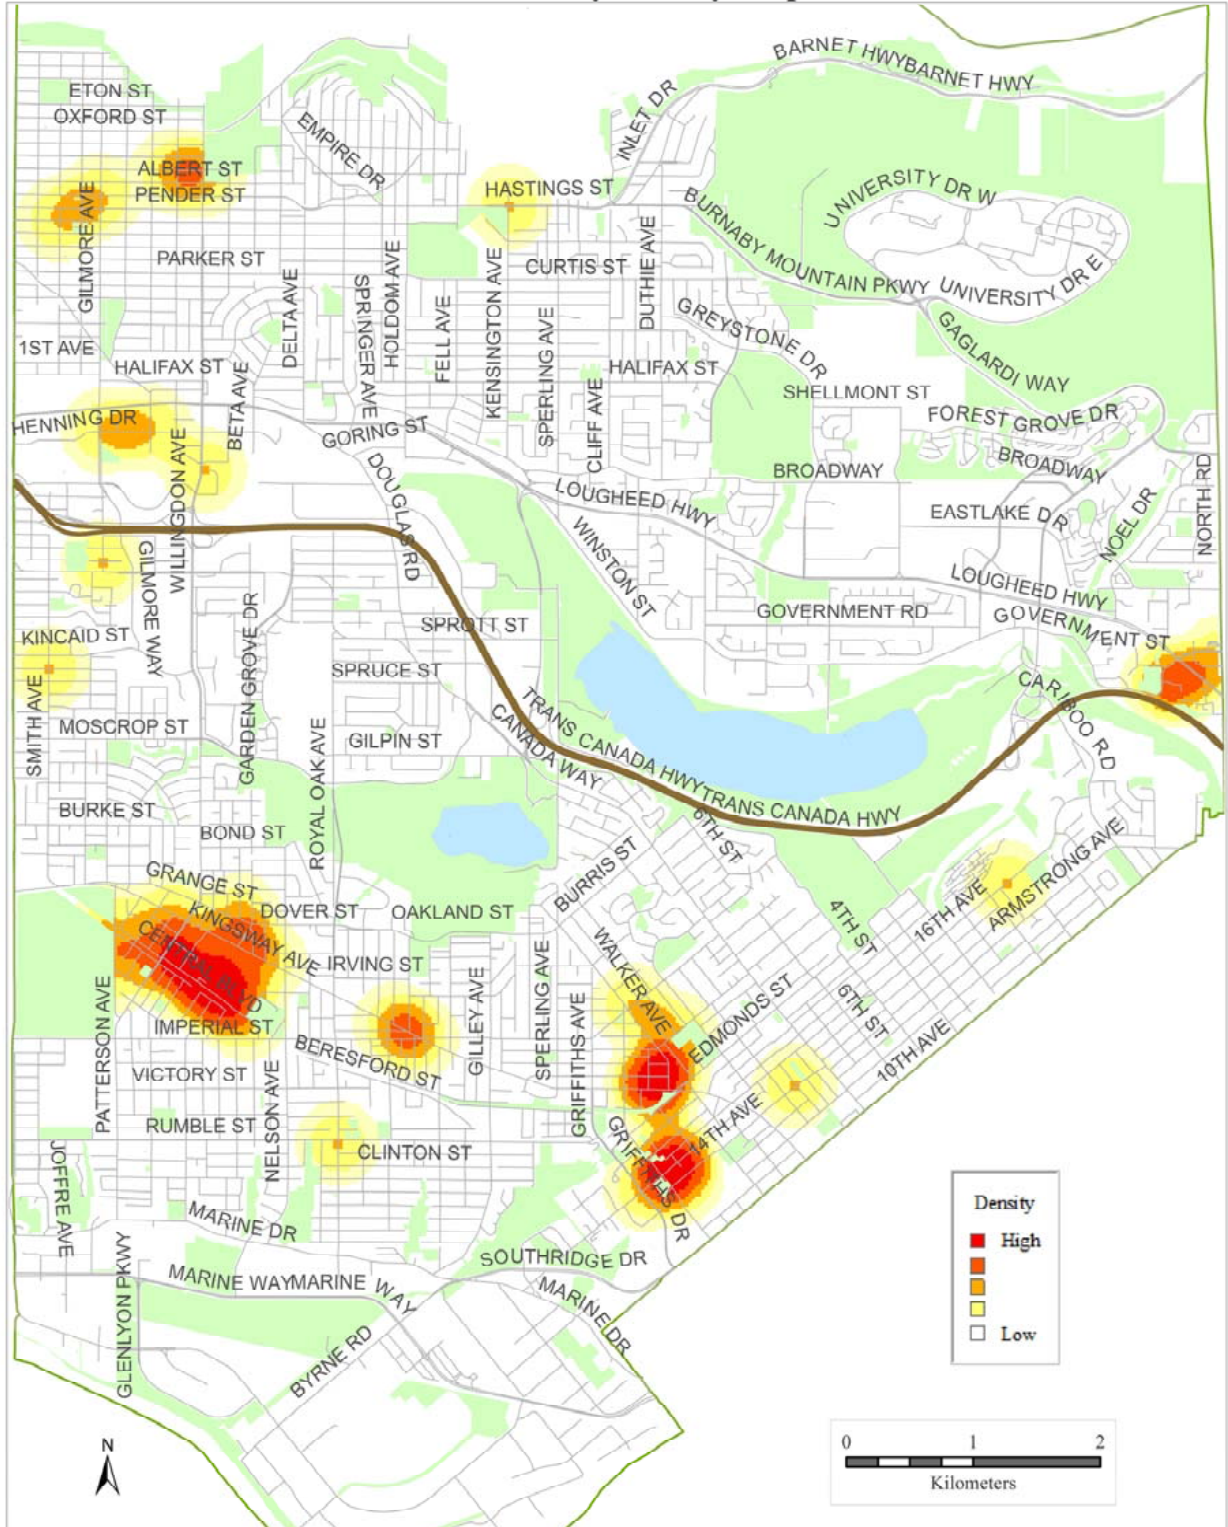 BARNET HWY
BARNET HWY
ETON ST
OXFORD ST
INLET DR
EMPIRE DR
ALBERT ST
PENDER ST
HASTINGS ST
UNIVERSITY DR W
GILMORE AVE
BURNABY MOUNTAIN PKWY
PARKER ST
CURTIS ST
DUTHIE AVE
UNIVERSITY DR E
DELTA AVE
SPRINGER AVE
HOLDOM AVE
FELL AVE
KENSINGTON AVE
SPERLING AVE
GREYSTONE DR
GAGLARDI WAY
1ST AVE
HALIFAX ST
BETA AVE
CLIFF AVE
HALIFAX ST
SHELLMONT ST
FOREST GROVE DR
HENNING DR
GORING ST
WILLINGDON AVE
DOUGLAS RD
BROADWAY
BROADWAY
NORTH RD
LOUGHEED HWY
EASTLAKE DR
NOEL DR
WINSTON ST
GILMORE WAY
LOUGHEED HWY
KINCAID ST
GARDEN GROVE DR
SPROTT ST
GOVERNMENT RD
GOVERNMENT ST
SPRUCE ST
SMITH AVE
CARIBOO RD
MOSCROP ST
ROYAL OAK AVE
GILPIN ST
TRANS CANADA HWY
CANADA WAY
TRANS CANADA HWY
BURKE ST
BOND ST
6TH ST
GRANGE ST
BURRIS ST
ARMSTRONG AVE
16TH AVE
KINGSWAY AVE
DOVER ST
OAKLAND ST
4TH ST
CENTRAL BLVD
IRVING ST
WALKER AVE
PATTERSON AVE
GILLEY AVE
SPERLING AVE
GRIFFITHS AVE
EDMONDS ST
6TH ST
IMPERIAL ST
10TH AVE
BERESFORD ST
VICTORY ST
NELSON AVE
RUMBLE ST
CLINTON ST
14TH AVE
GRIFFITHS DR
JOFFRE AVE
MARINE DR
SOUTHRIDGE DR
MARINE WAY
MARINE WAY
MARINE DR
GLENLYON PKWY
BYRNE RD
Density
High
Low
N
0 1 2
Kilometers